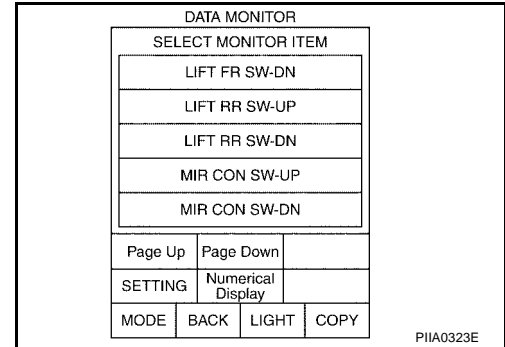 DATA MONITOR
SELECT MONITOR ITEM
LIFT FR SW-DN
LIFT RR SW-UP
LIFT RR SW-DN
MIR CON SW-UP
MIR CON SW-DN
Page Up Page Down
SETTING Numerical
Display
MODE BACK LIGHT COPY
PIIA0323E